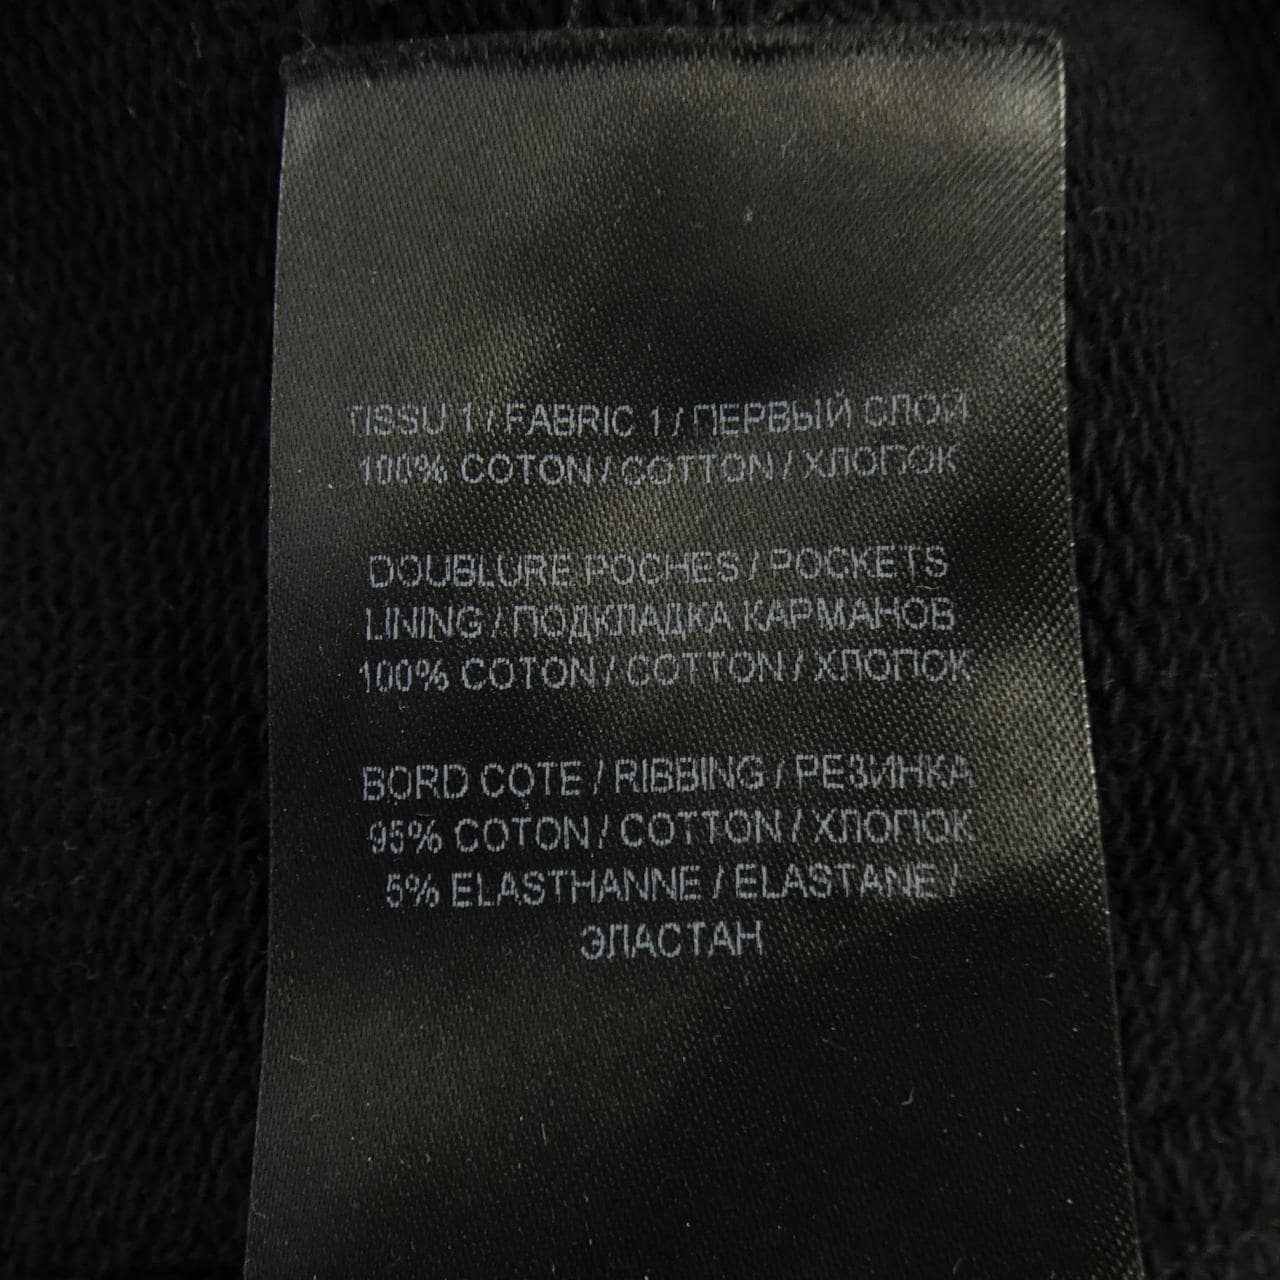 TISSU 1 / FABRIC 1 / ПЕРВЫЙ СЛОЙ
100% COTON / COTTON / ХЛОПОК
DOUBLURE POCHES / POCKETS
LINING / ПОДКЛАДКА КАРМАНОВ
100% COTON / COTTON / ХЛОПОК
BORD COTE / RIBBING / РЕЗИНКА
95% COTON / COTTON / ХЛОПОК
5% ELASTHANNE / ELASTANE /
ЭЛАСТАН